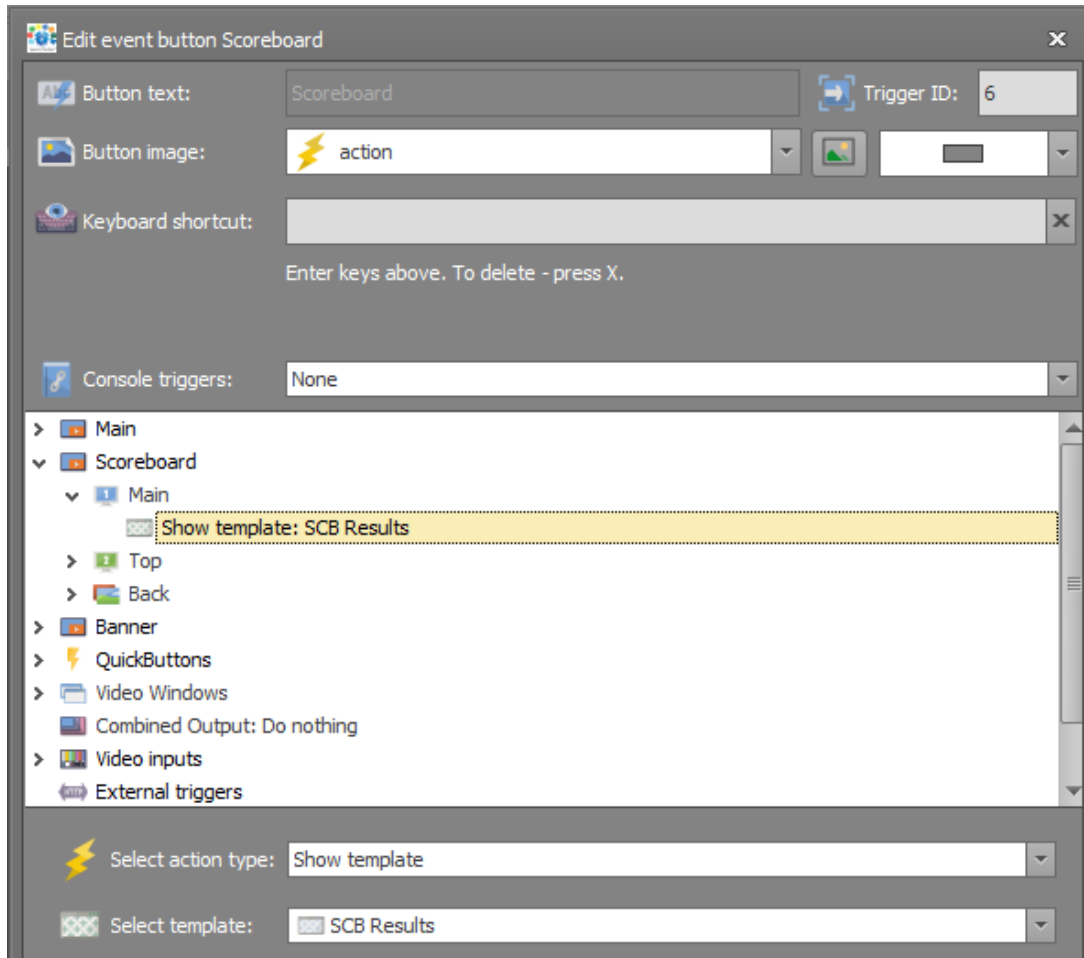 Edit event button Scoreboard
Button text: Scoreboard Trigger ID: 6
Button image: action
Keyboard shortcut:
Enter keys above. To delete - press X.
Console triggers: None
Main
Scoreboard
1 Main
Show template: SCB Results
Top
Back
Banner
QuickButtons
Video Windows
Combined Output: Do nothing
Video inputs
External triggers
Select action type: Show template
Select template: SCB Results